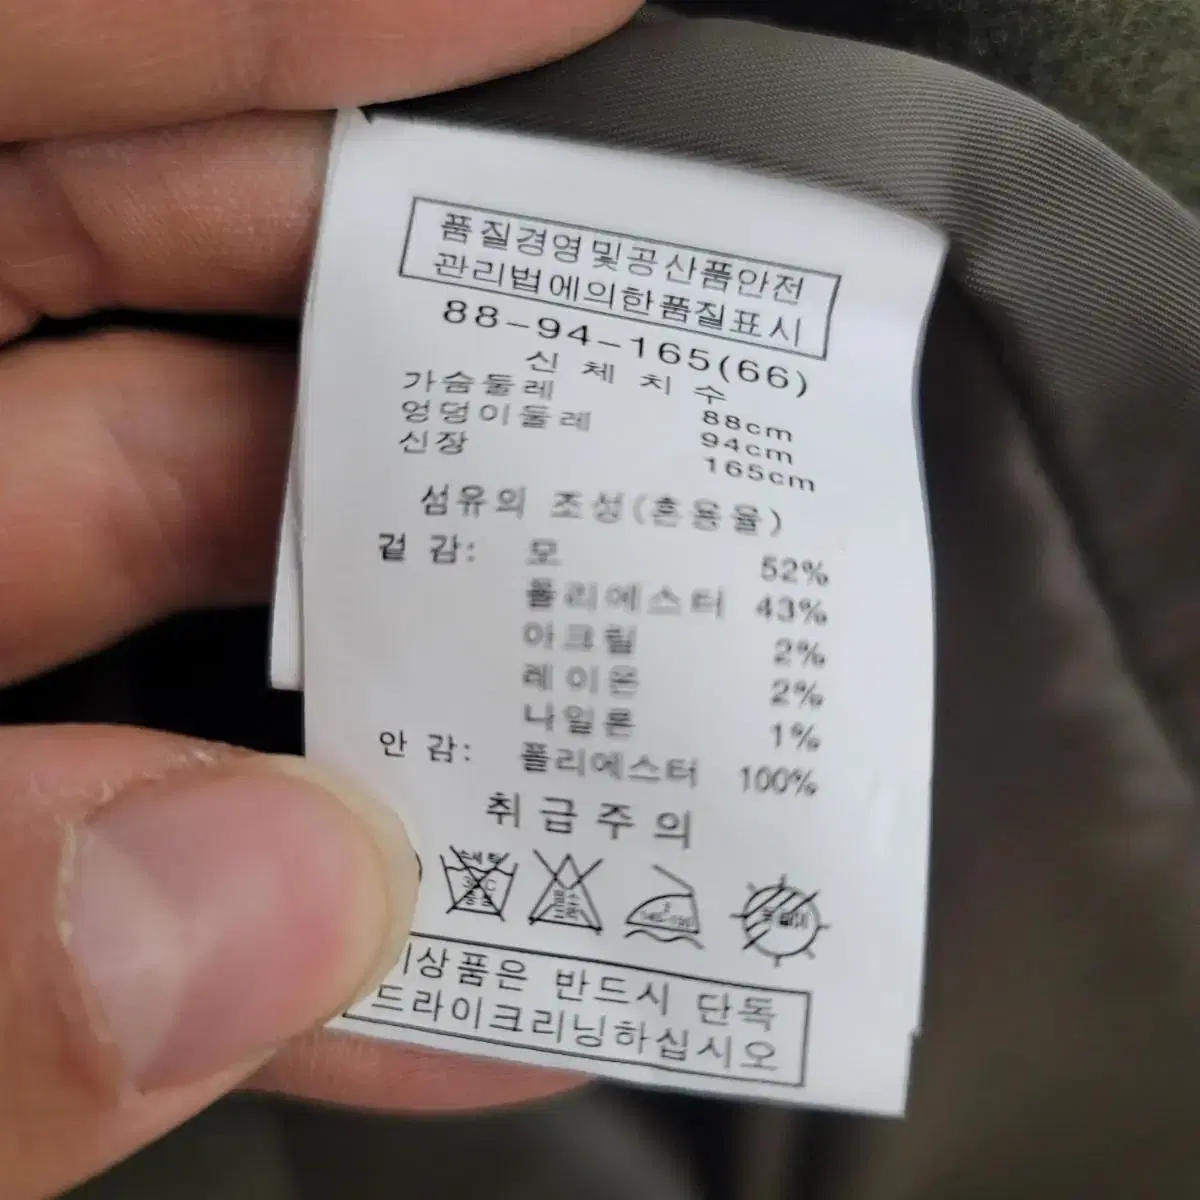 품질경영및공산품안전
관리법에의한품질표시
88-94-165(66)
신 체 치 수
가슴둘레 88cm
엉덩이둘레 94cm
신장 165cm
섬유의 조성(혼용율)
겉 감: 모 52%
폴리에스터 43%
아크릴 2%
레이온 2%
나일론 1%
안 감: 폴리에스터 100%
취급주의
이상품은 반드시 단독
드라이크리닝하십시오